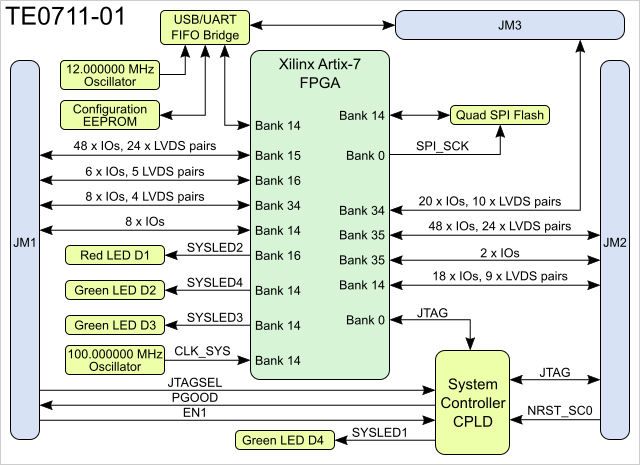 TE0711-01
USB/UART
FIFO Bridge
JM3
12.000000 MHz
Oscillator
Xilinx Artix-7
FPGA
Configuration
EEPROM
Bank 14
Quad SPI Flash
Bank 14
48 x IOs, 24 x LVDS pairs
Bank 15
Bank 0
SPI_SCK
6 x IOs, 5 LVDS pairs
Bank 16
8 x IOs, 4 LVDS pairs
Bank 34
Bank 34
20 x IOs, 10 x LVDS pairs
8 x IOs
Bank 14
Bank 35
48 x IOs, 24 x LVDS pairs
JM1
JM2
Red LED D1
SYSLED2
Bank 16
Bank 35
2 x IOs
Green LED D2
SYSLED4
Bank 14
Bank 14
18 x IOs, 9 x LVDS pairs
Green LED D3
SYSLED3
Bank 14
Bank 0
JTAG
100.000000 MHz
Oscillator
CLK_SYS
Bank 14
JTAGSEL
PGOOD
EN1
System
Controller
CPLD
JTAG
NRST_SC0
Green LED D4
SYSLED1